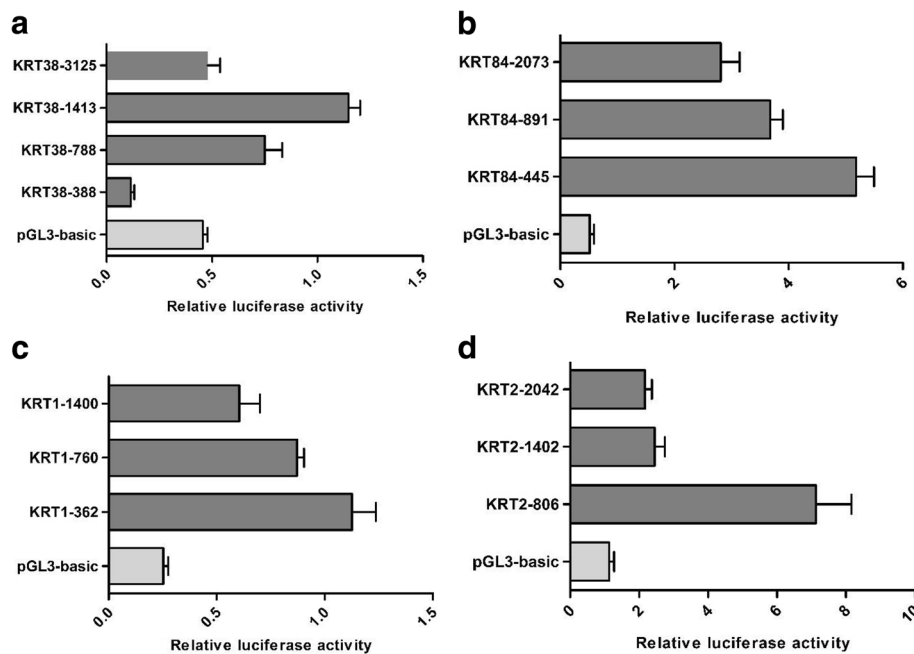 a
KRT38-3125
KRT38-1413
KRT38-788
KRT38-388
pGL3-basic
0.0 0.5 1.0 1.5
Relative luciferase activity
b
KRT84-2073
KRT84-891
KRT84-445
pGL3-basic
0 2 4 6
Relative luciferase activity
c
KRT1-1400
KRT1-760
KRT1-362
pGL3-basic
0.0 0.5 1.0 1.5
Relative luciferase activity
d
KRT2-2042
KRT2-1402
KRT2-806
pGL3-basic
0 2 4 6 8 10
Relative luciferase activity